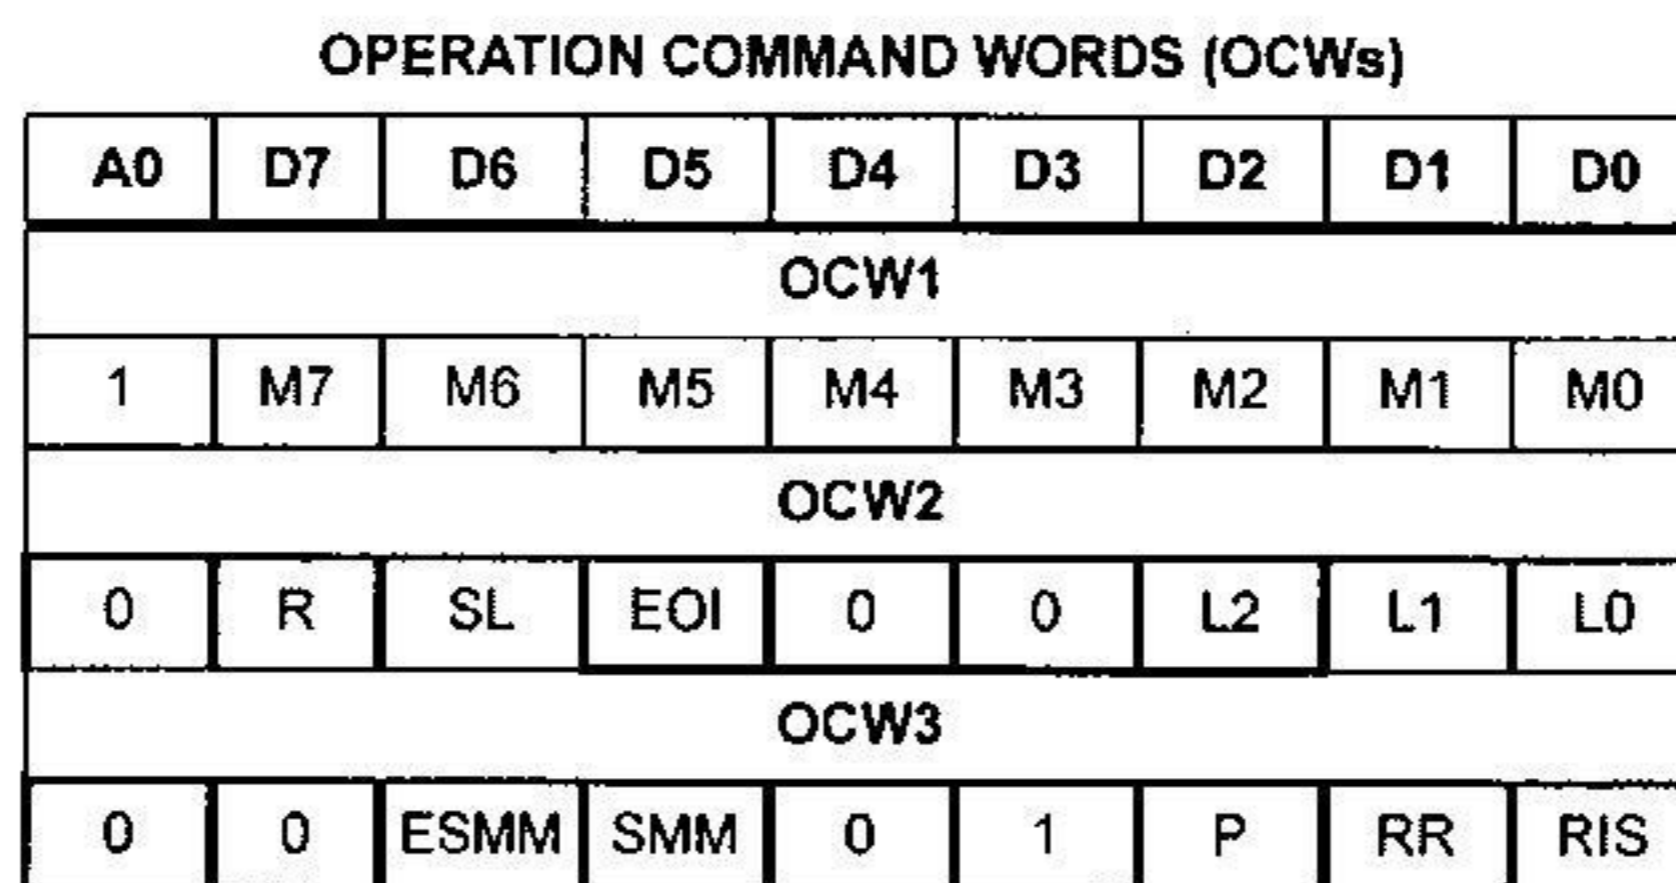 OPERATION COMMAND WORDS (OCWs)
A0 D7 D6 D5 D4 D3 D2 D1 D0
OCW1
1 M7 M6 M5 M4 M3 M2 M1 M0
OCW2
0 R SL EOI 0 0 L2 L1 L0
OCW3
0 0 ESMM SMM 0 1 P RR RIS